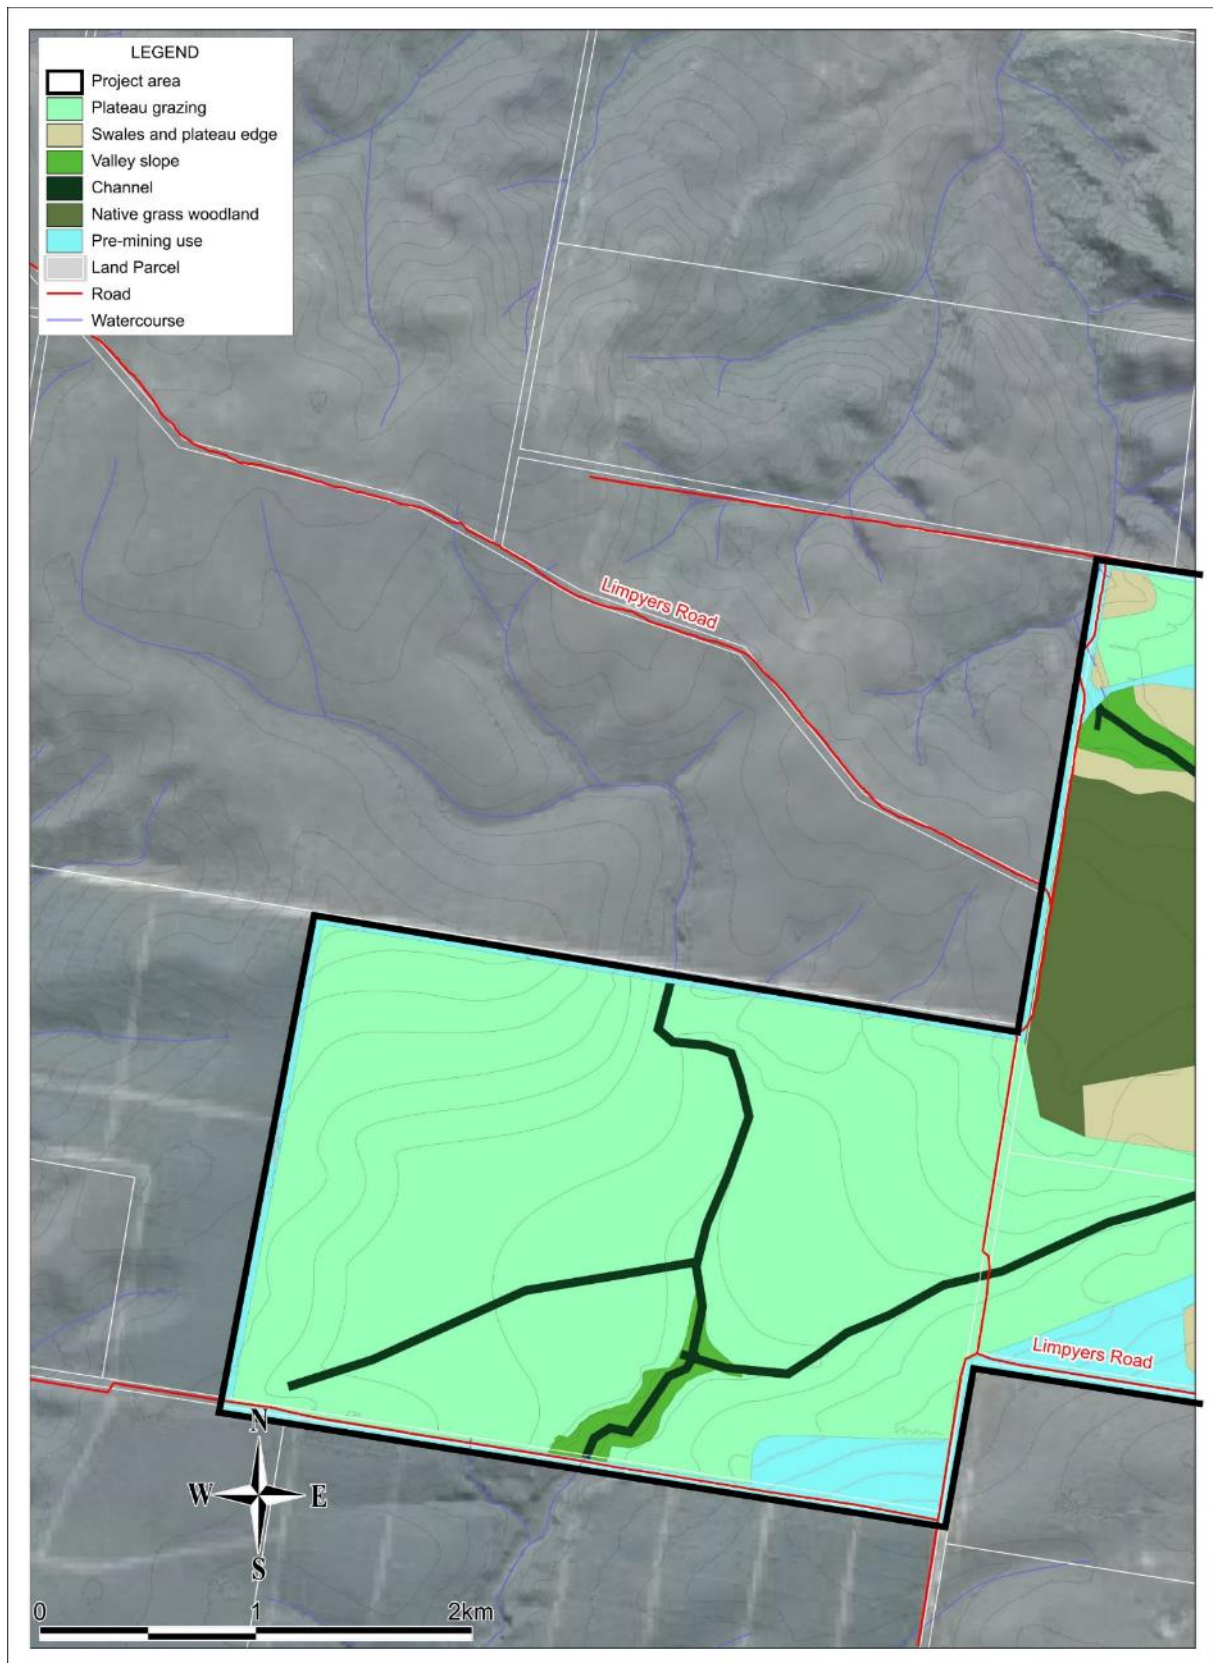 LEGEND
Project area
Plateau grazing
Swales and plateau edge
Valley slope
Channel
Native grass woodland
Pre-mining use
Land Parcel
Road
Watercourse
Limpyers Road
Limpyers Road
N
W E
S
0 1 2km